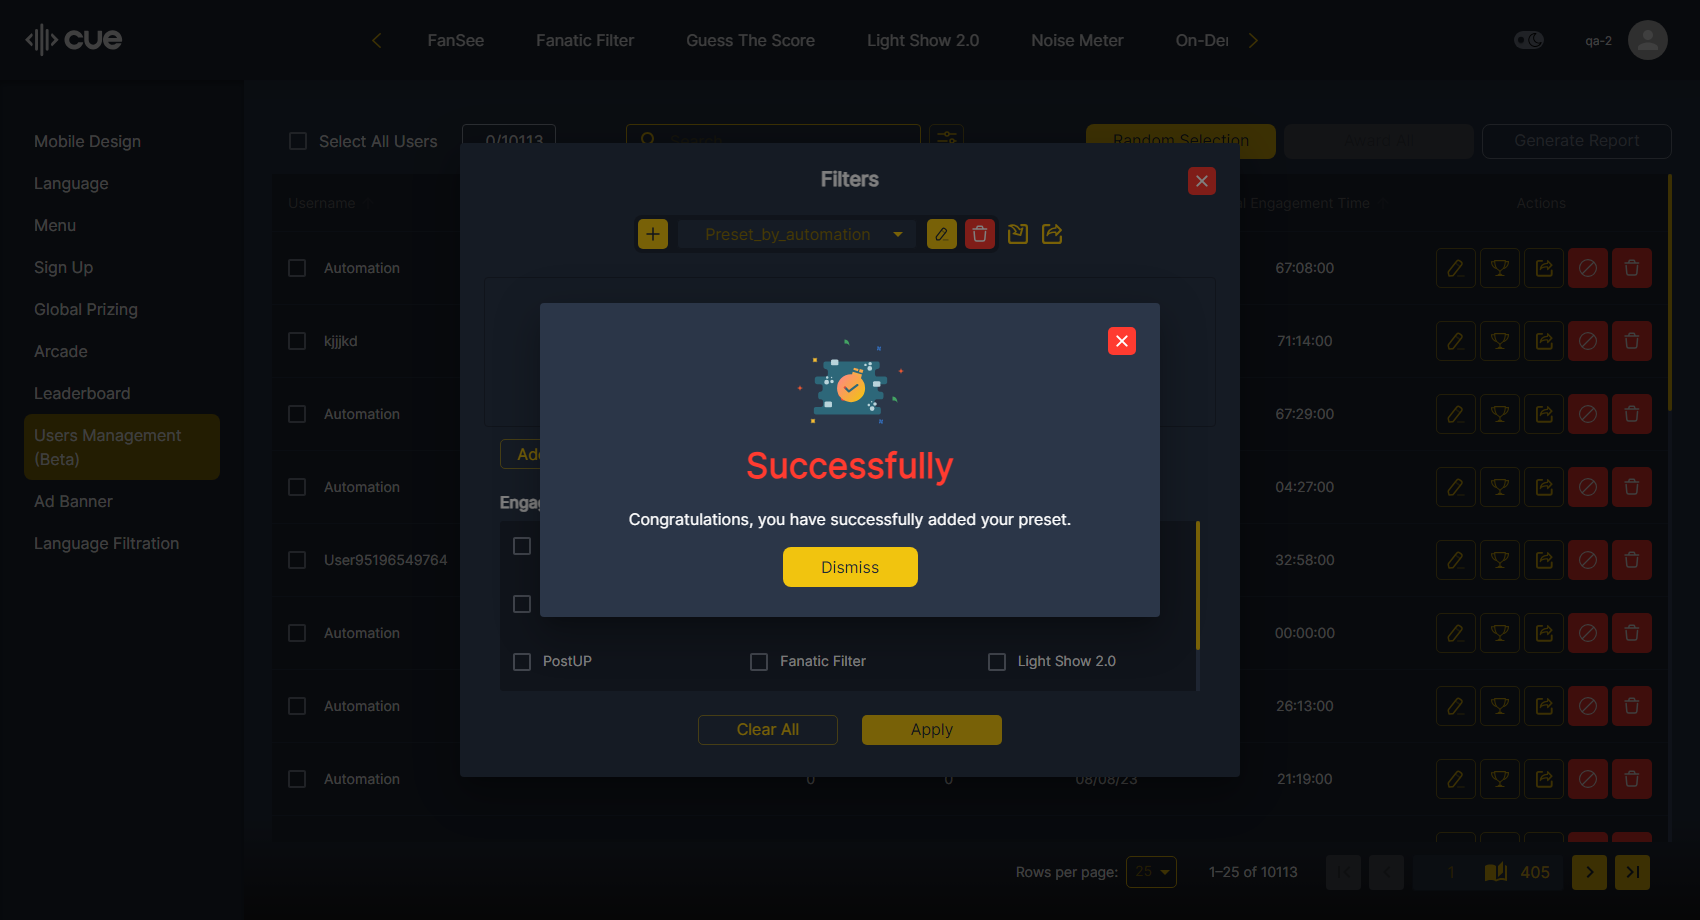 cue
FanSee
Fanatic Filter
Guess The Score
Light Show 2.0
Noise Meter
On-De
qa-2
Mobile Design
Language
Menu
Sign Up
Global Prizing
Arcade
Leaderboard
Users Management
(Beta)
Ad Banner
Language Filtration
Select All Users
0/10113
Search
Random Selection
Generate Report
Username
Engagement Time
Actions
Automation
67:08:00
kjjjkd
71:14:00
Automation
67:29:00
Automation
04:27:00
User95196549764
32:58:00
Automation
00:00:00
Automation
26:13:00
Automation
0
0
08/08/23
21:19:00
Filters
Preset_by_automation
Successfully
Congratulations, you have successfully added your preset.
Dismiss
PostUP
Fanatic Filter
Light Show 2.0
Clear All
Apply
Rows per page:
25
1–25 of 10113
1
405